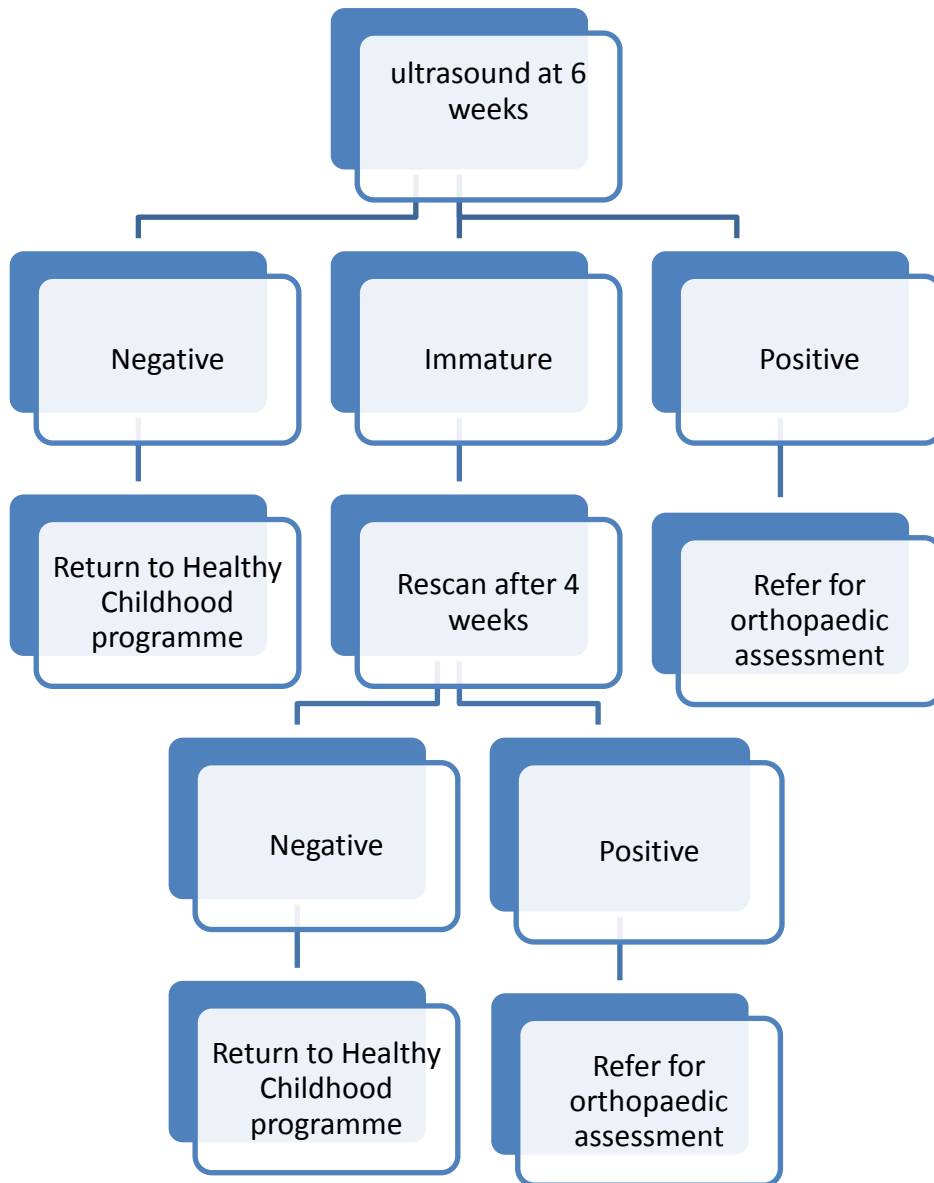 ultrasound at 6
weeks
Negative
Immature
Positive
Return to Healthy
Childhood
programme
Rescan after 4
weeks
Refer for
orthopaedic
assessment
Negative
Positive
Return to Healthy
Childhood
programme
Refer for
orthopaedic
assessment